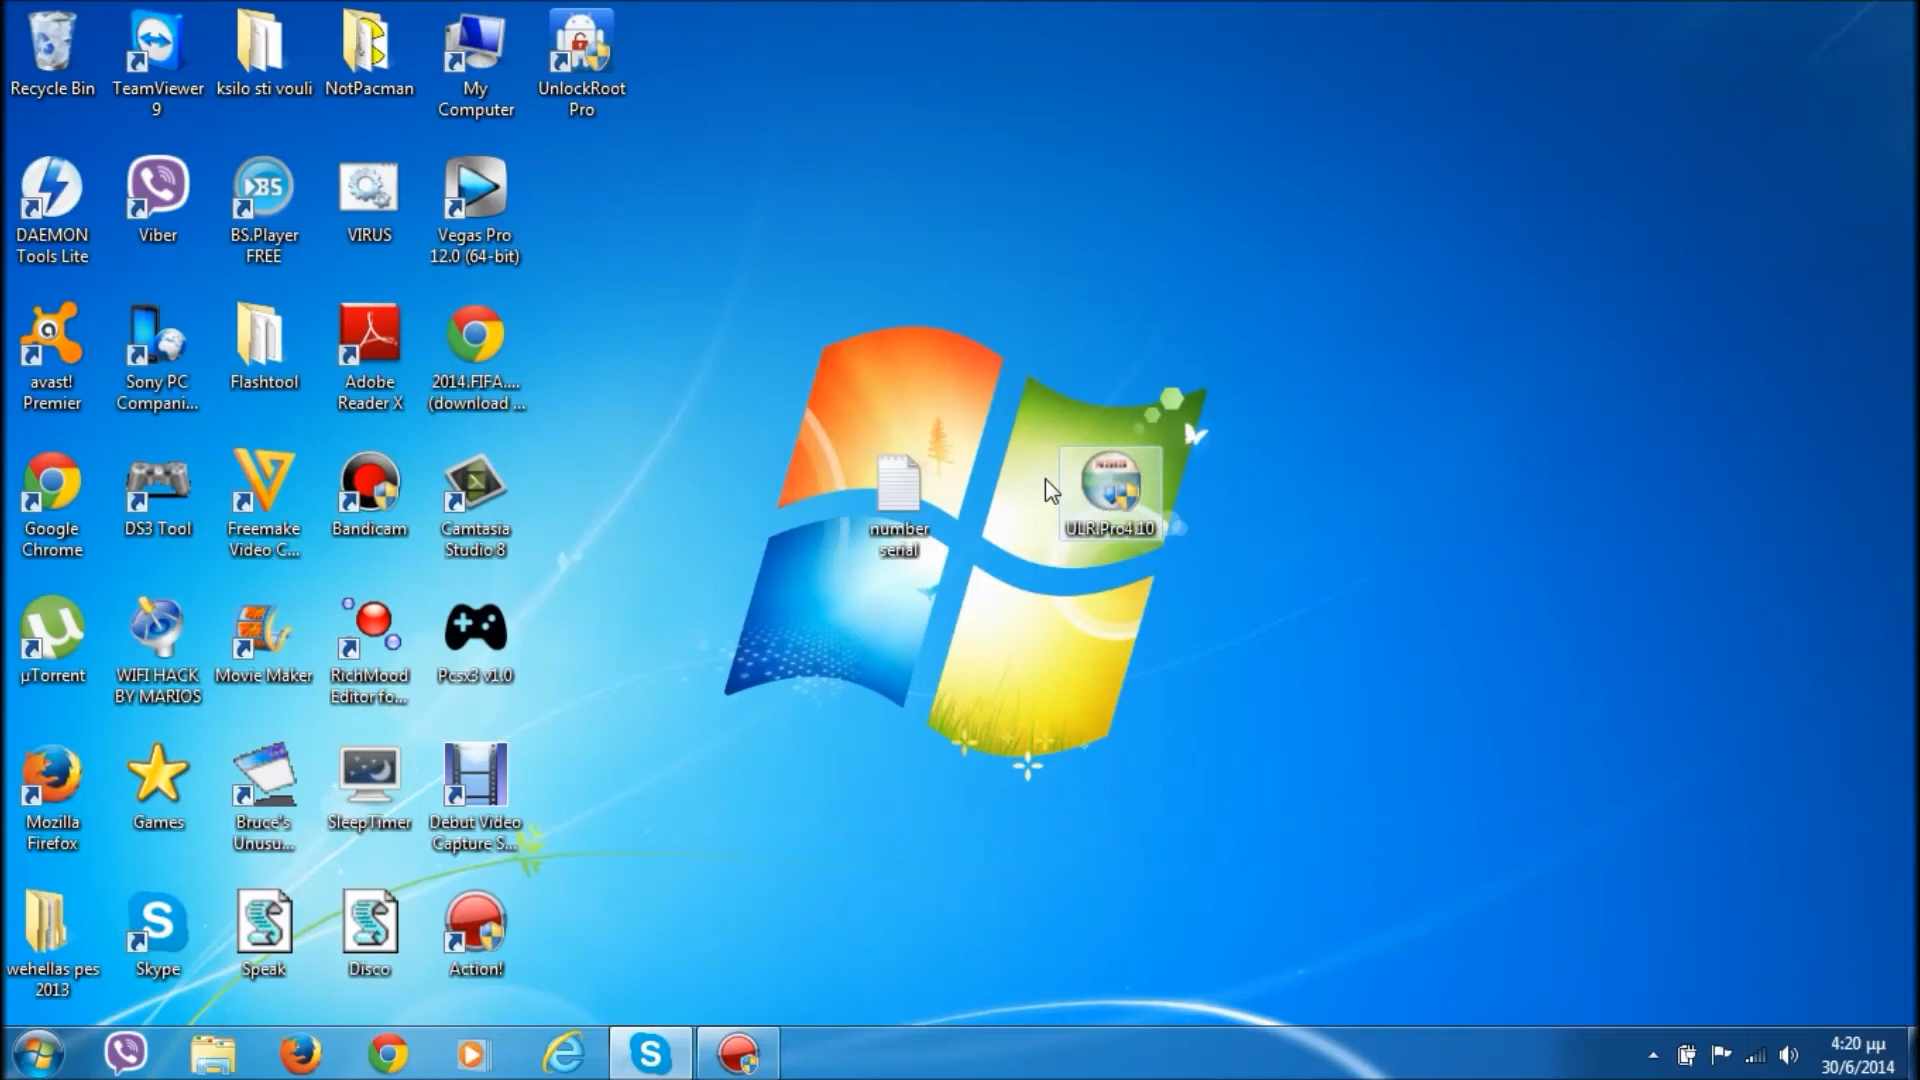 Recycle Bin
TeamViewer
9
ksilo sti vouli
NotPacman
My
Computer
UnlockRoot
Pro
DAEMON
Tools Lite
Viber
BS
BS.Player
FREE
VIRUS
Vegas Pro
12.0 (64-bit)
avast!
Premier
Sony PC
Compani...
Flashtool
Adobe
Reader X
2014.FIFA....
(download ...
Google
Chrome
DS3 Tool
Freemake
Video C...
Bandicam
Camtasia
Studio 8
number
serial
ULR.Pro4.10
µTorrent
WIFI HACK
BY MARIOS
Movie Maker
RichMood
Editor fo...
Pcsx3 v1.0
Mozilla
Firefox
Games
Bruce's
Unusu...
SleepTimer
Debut Video
Capture S...
wehellas pes
2013
Skype
Speak
Disco
Action!
4:20 μμ
30/6/2014